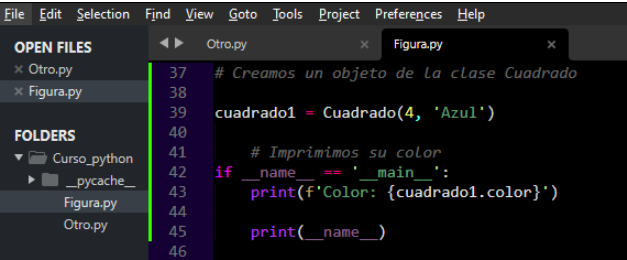 File Edit Selection Find View Goto Tools Project Preferences Help
OPEN FILES
× Otro.py
× Figura.py
FOLDERS
Curso_python
__pycache__
Figura.py
Otro.py
Otro.py × Figura.py ×
37 # Creamos un objeto de la clase Cuadrado
38
39 cuadrado1 = Cuadrado(4, 'Azul')
40
41     # Imprimimos su color
42 if __name__ == '__main__':
43     print(f'Color: {cuadrado1.color}')
44
45     print(__name__)
46